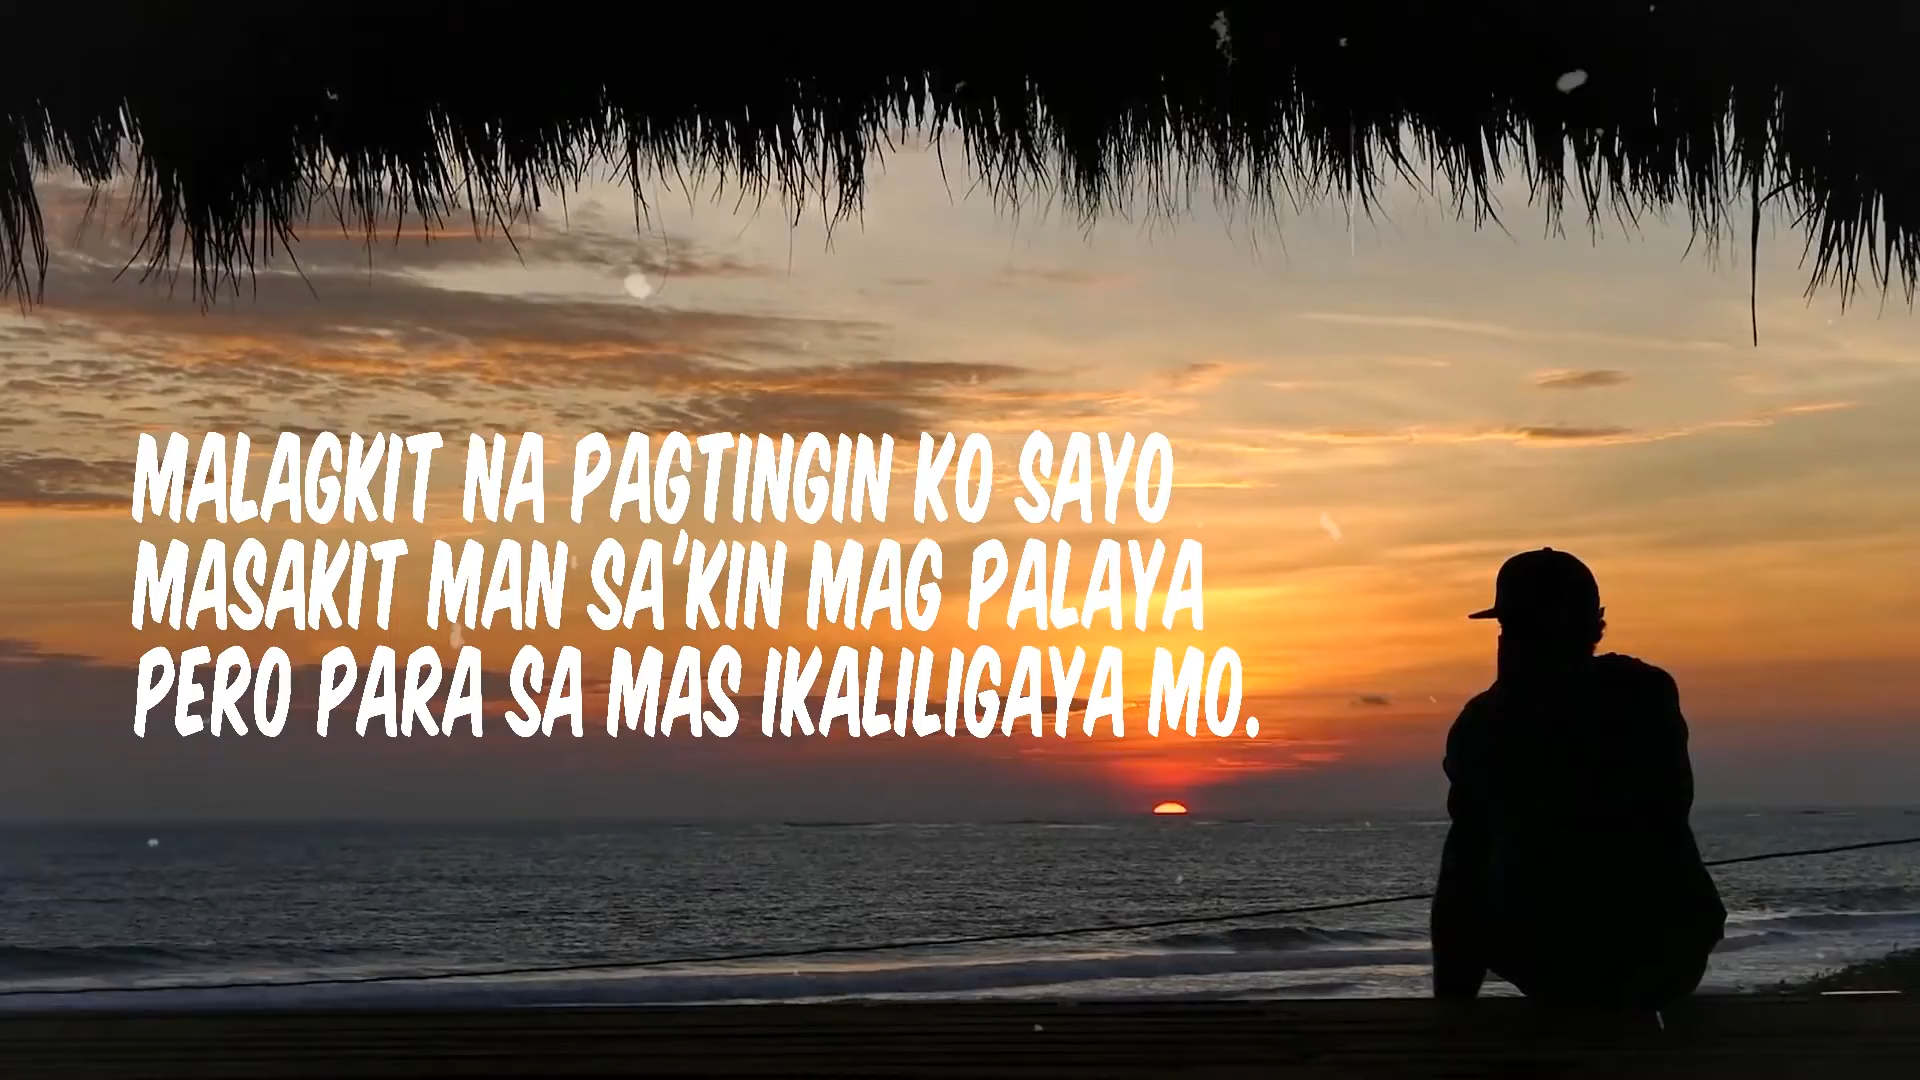 MALAGKIT NA PAGTINGIN KO SAYO
MASAKIT MAN SA'KIN MAG PALAYA
PERO PARA SA MAS IKALILIGAYA MO.